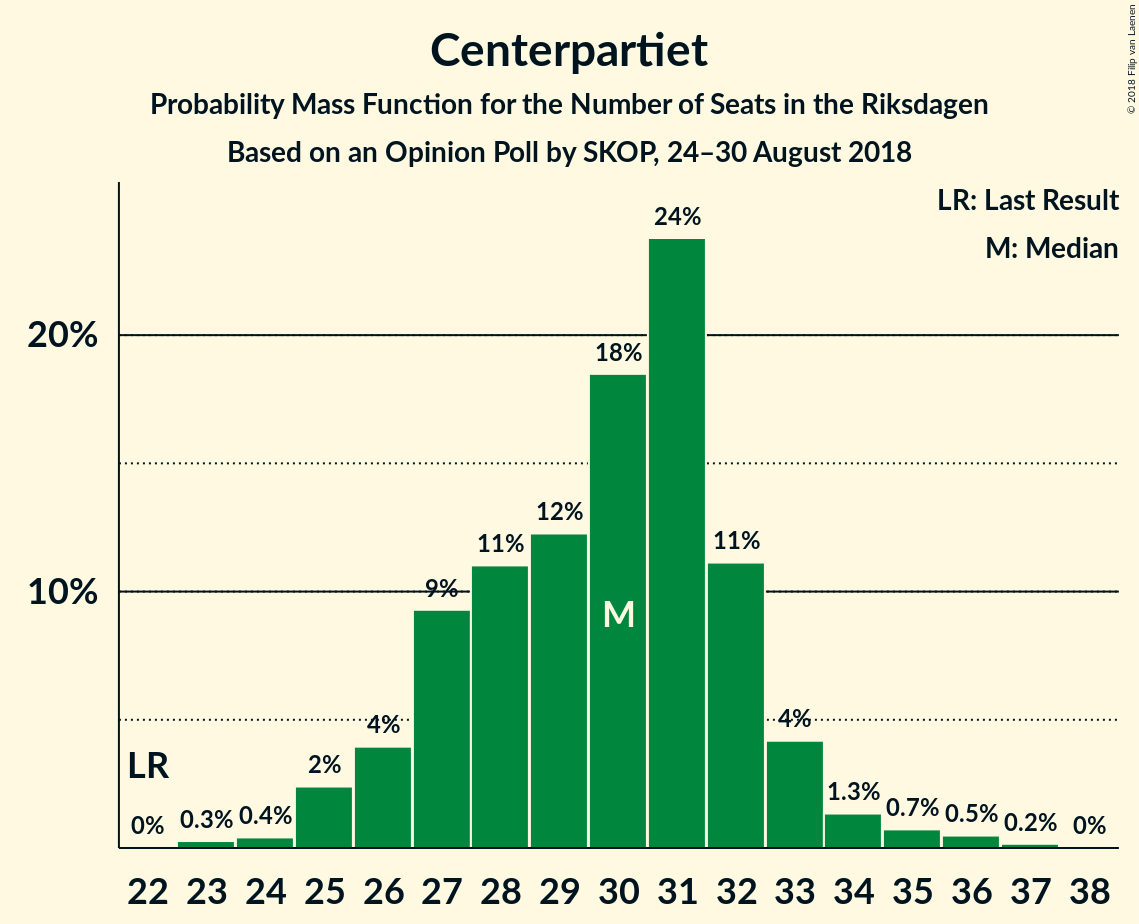 Centerpartiet
Probability Mass Function for the Number of Seats in the Riksdagen
Based on an Opinion Poll by SKOP, 24–30 August 2018
© 2018 Filip van Laenen
LR: Last Result
M: Median
20%
10%
LR
M
0%
0.3%
0.4%
2%
4%
9%
11%
12%
18%
24%
11%
4%
1.3%
0.7%
0.5%
0.2%
0%
22 23 24 25 26 27 28 29 30 31 32 33 34 35 36 37 38